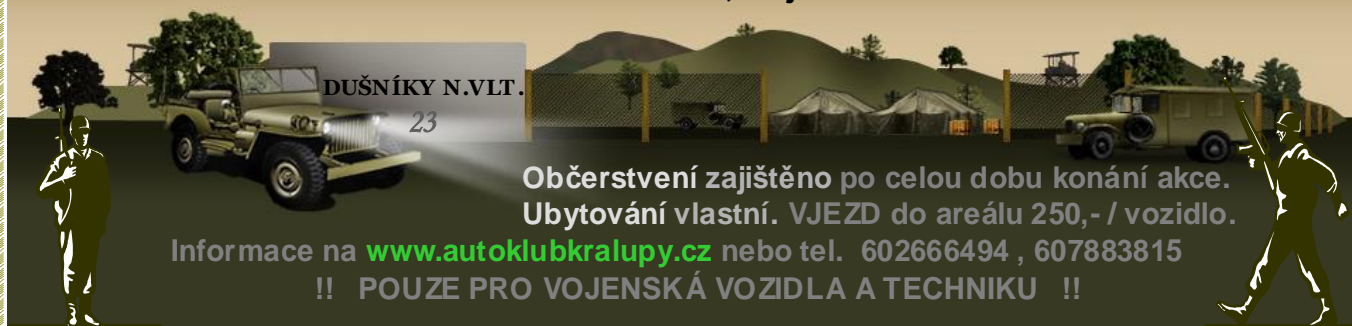 DUŠNÍKY N.VLT.
23
Občerstvení zajištěno po celou dobu konání akce.
Ubytování vlastní. VJEZD do areálu 250,- / vozidlo.
Informace na www.autoklubkralupy.cz nebo tel. 602666494 , 607883815
!! POUZE PRO VOJENSKÁ VOZIDLA A TECHNIKU !!